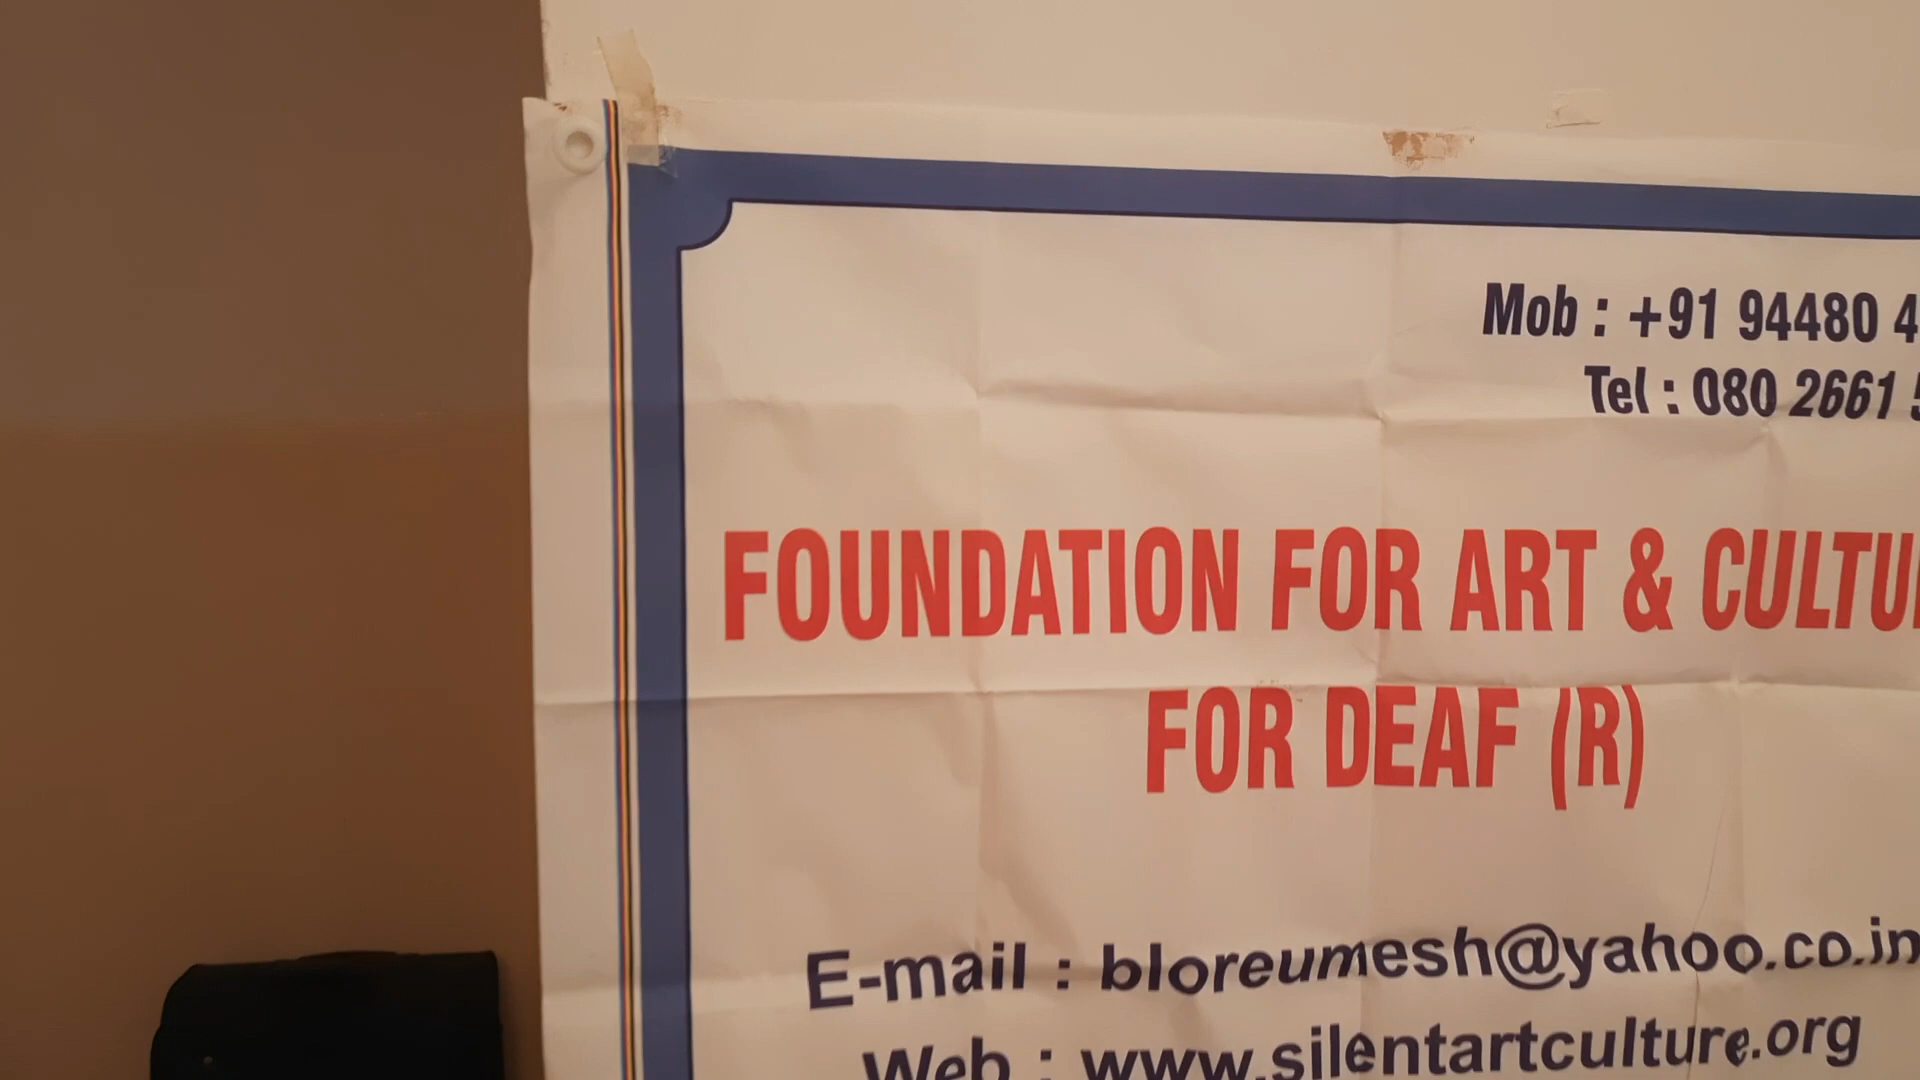 Mob : +91 94480 4
Tel : 080 2661
FOUNDATION FOR ART &
FOR DEAF (R)
E-mail : bloreumesh@yahoo.co.in
Web : www.silentartculture.org